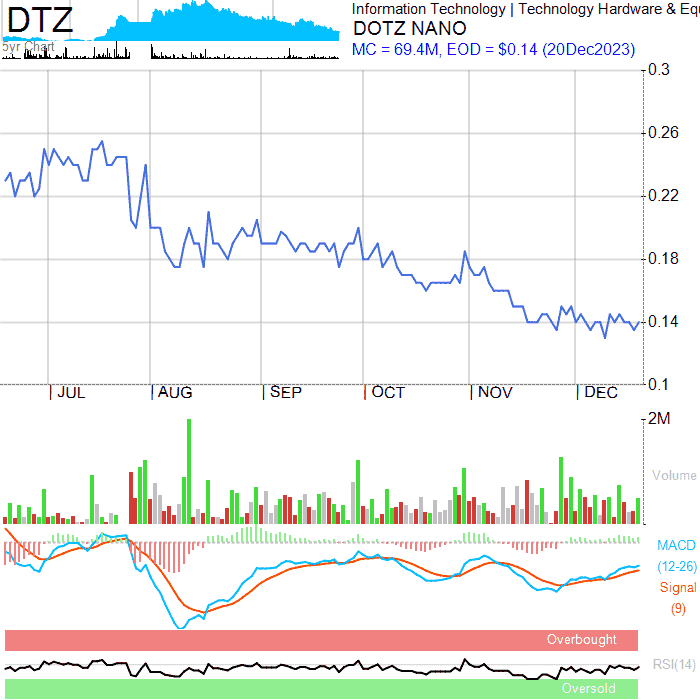 DTZ
5yr Chart
Information Technology | Technology Hardware & Equ
DOTZ NANO
MC = 69.4M, EOD = $0.14 (20Dec2023)
0.3
0.26
0.22
0.18
0.14
0.1
JUL AUG SEP OCT NOV DEC
2M
Volume
MACD
(12-26)
Signal
(9)
Overbought
RSI(14)
Oversold